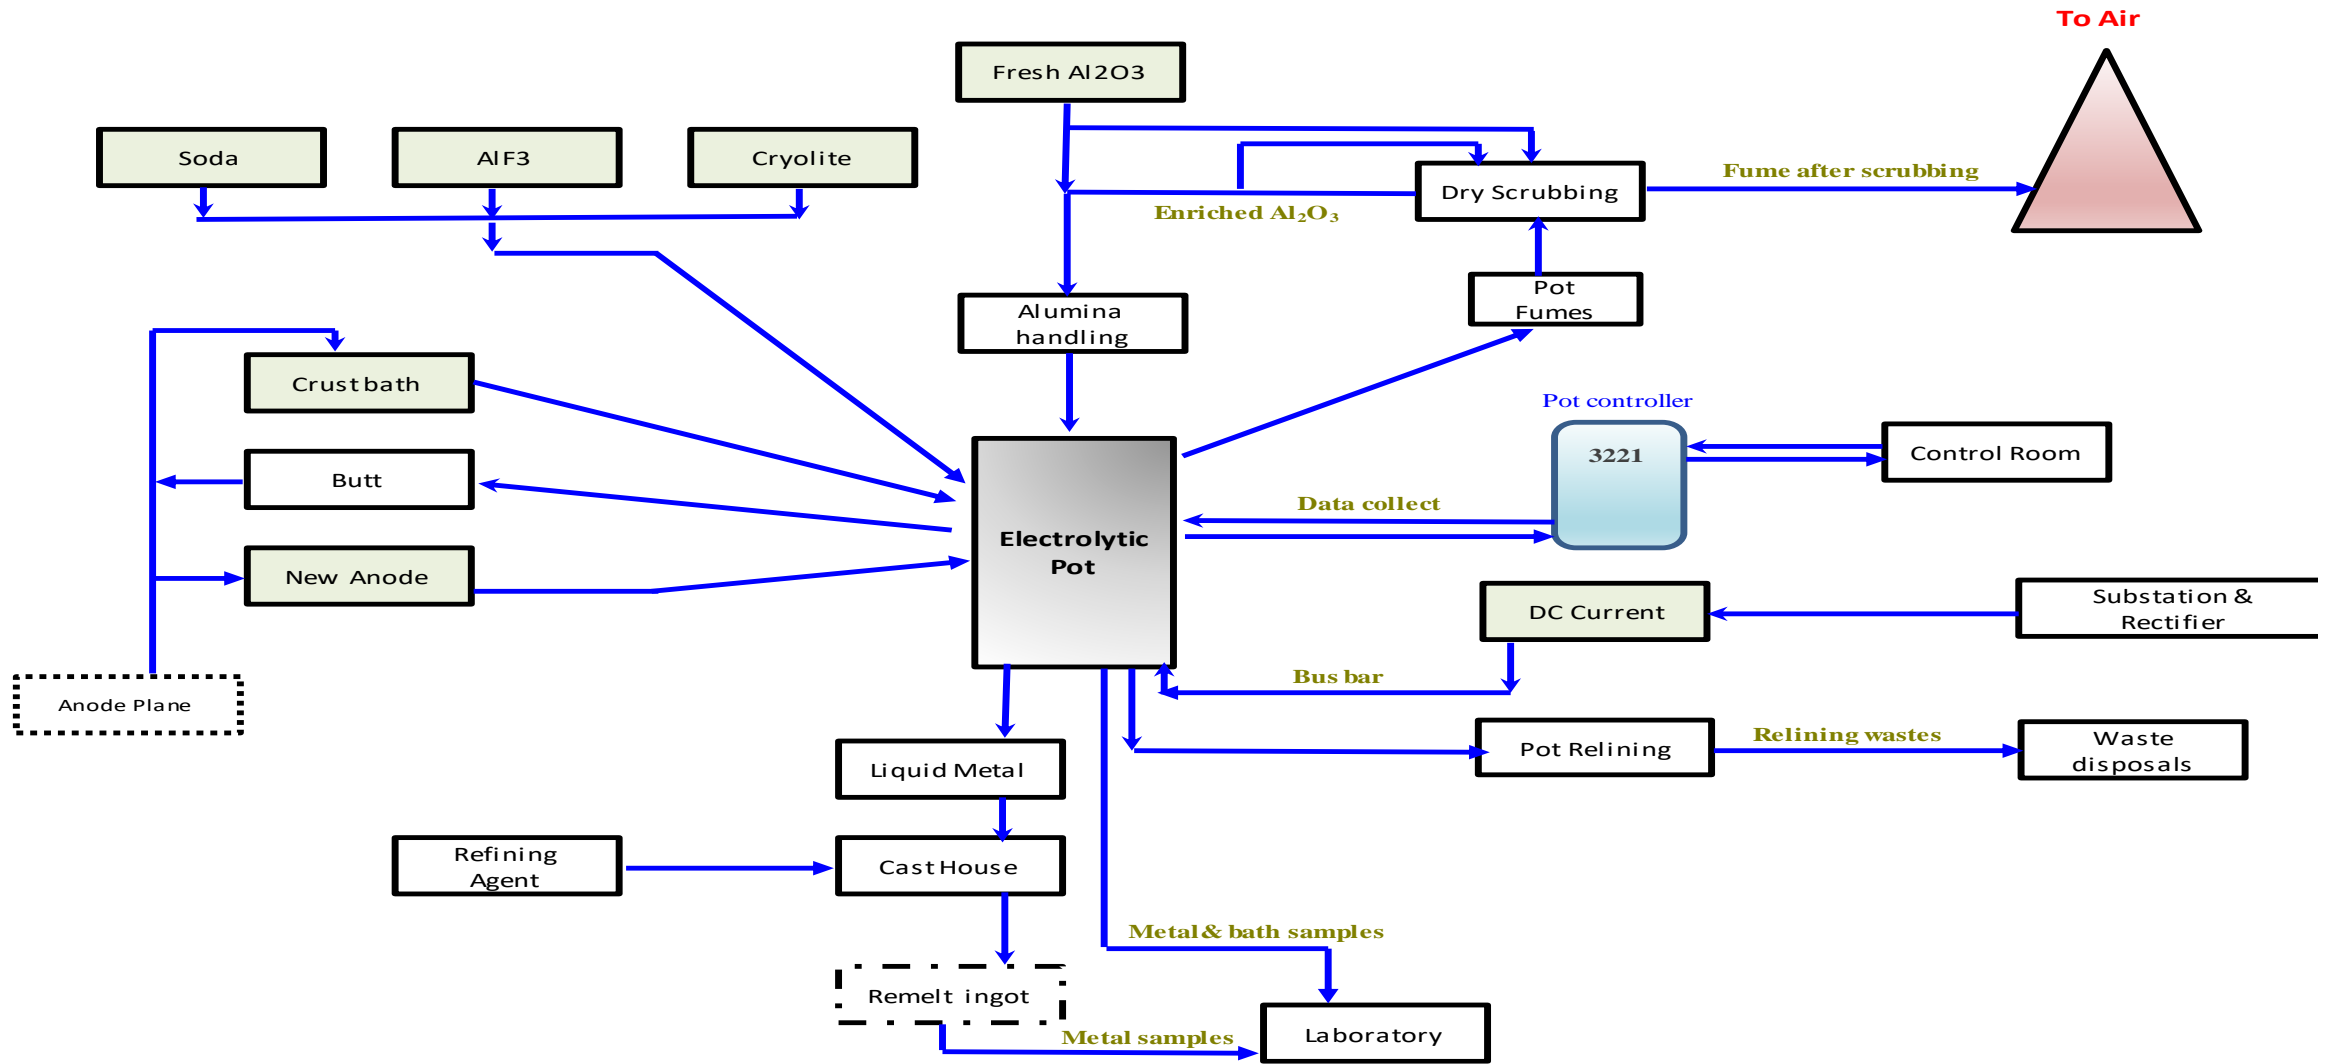 To Air
Fresh Al2O3
Soda
AlF3
Cryolite
Dry Scrubbing
Fume after scrubbing
Enriched Al₂O₃
Pot
Fumes
Alumina
handling
Crust bath
Pot controller
3221
Control Room
Butt
Data collect
Electrolytic
Pot
New Anode
DC Current
Substation &
Rectifier
Bus bar
Anode Plane
Pot Relining
Relining wastes
Waste
disposals
Liquid Metal
Refining
Agent
Cast House
Metal & bath samples
Remelt ingot
Metal samples
Laboratory